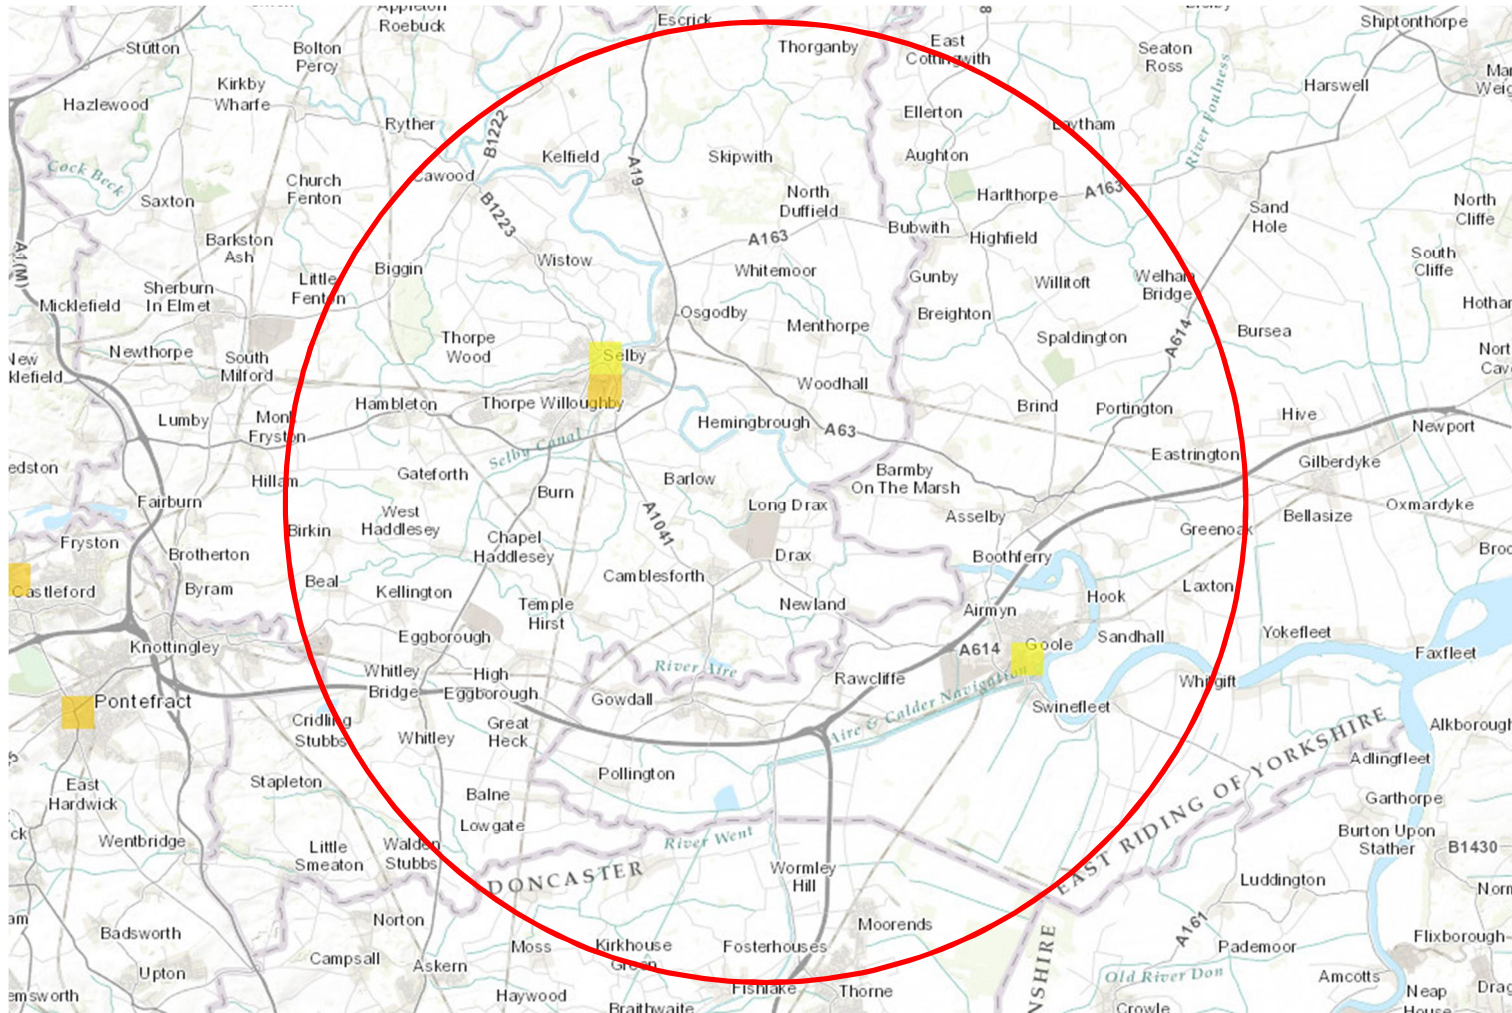 Appleton
Roebuck
Escrick
8
Shiptonthorpe
Stutton
Bolton
Percy
Thorganby
East
Cottingwith
Seaton
Ross
Hazlewood
Kirkby
Wharfe
Harswell
Ryther
B1222
Ellerton
Laytham
River Foulness
Cock Beck
Kelfield
A19
Skipwith
Aughton
Cawood
Church
Fenton
Saxton
B1223
North
Duffield
Harlthorpe
A163
Sand
Hole
North
Cliffe
Barkston
Ash
A1(M)
Wistow
A163
Bubwith
Highfield
South
Cliffe
Biggin
Whitemoor
Gunby
Willitoft
Welham
Bridge
Little
Fenton
Sherburn
In Elmet
Micklefield
Osgodby
Menthorpe
Breighton
Spaldington
A614
Bursea
Newthorpe
South
Milford
Thorpe
Wood
Selby
Woodhall
Hambleton
Thorpe Willoughby
Brind
Portington
Hive
Newport
Lumby
Monk
Fryston
Hemingbrough
A63
Selby Canal
Eastrington
Gilberdyke
Hillam
Gateforth
Barlow
Barmby
On The Marsh
Burn
Fairburn
West
Haddlesey
A1041
Long Drax
Asselby
Greenoak
Bellasize
Oxmardyke
Birkin
Chapel
Haddlesey
Fryston
Brotherton
Drax
Boothferry
Castleford
Byram
Beal
Kellington
Camblesforth
Temple
Hirst
Newland
Airmyn
Hook
Laxton
Knottingley
Eggborough
A614
Goole
Sandhall
Yokefleet
Faxfleet
Whitley
Bridge
High
Eggborough
River Aire
Rawcliffe
Whitgift
Pontefract
Gowdall
Aire & Calder Navigation
Swinefleet
Cridling
Stubbs
Whitley
Great
Heck
Alkborough
Adlingfleet
EAST RIDING OF YORKSHIRE
Stapleton
Pollington
East
Hardwick
Balne
Garthorpe
Lowgate
River Went
Wentbridge
Little
Smeaton
Walden
Stubbs
Burton Upon
Stather
B1430
DONCASTER
Wormley
Hill
Luddington
Norton
Moorends
A161
Badsworth
Moss
Kirkhouse
Green
Fosterhouses
Pademoor
Flixborough
Campsall
Askern
Upton
Old River Don
Amcotts
Haywood
Fishlake
Thorne
Neap
House
Braithwaite
Crowle